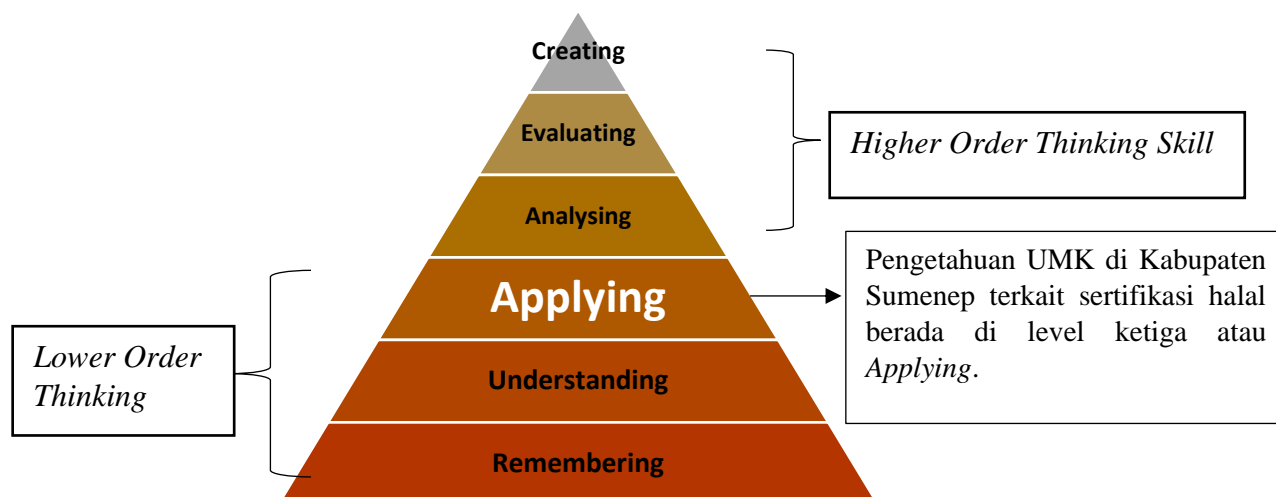 Creating
Evaluating
Higher Order Thinking Skill
Analysing
Applying
Pengetahuan UMK di Kabupaten
Sumenep terkait sertifikasi halal
berada di level ketiga atau
Applying.
Lower Order
Thinking
Understanding
Remembering